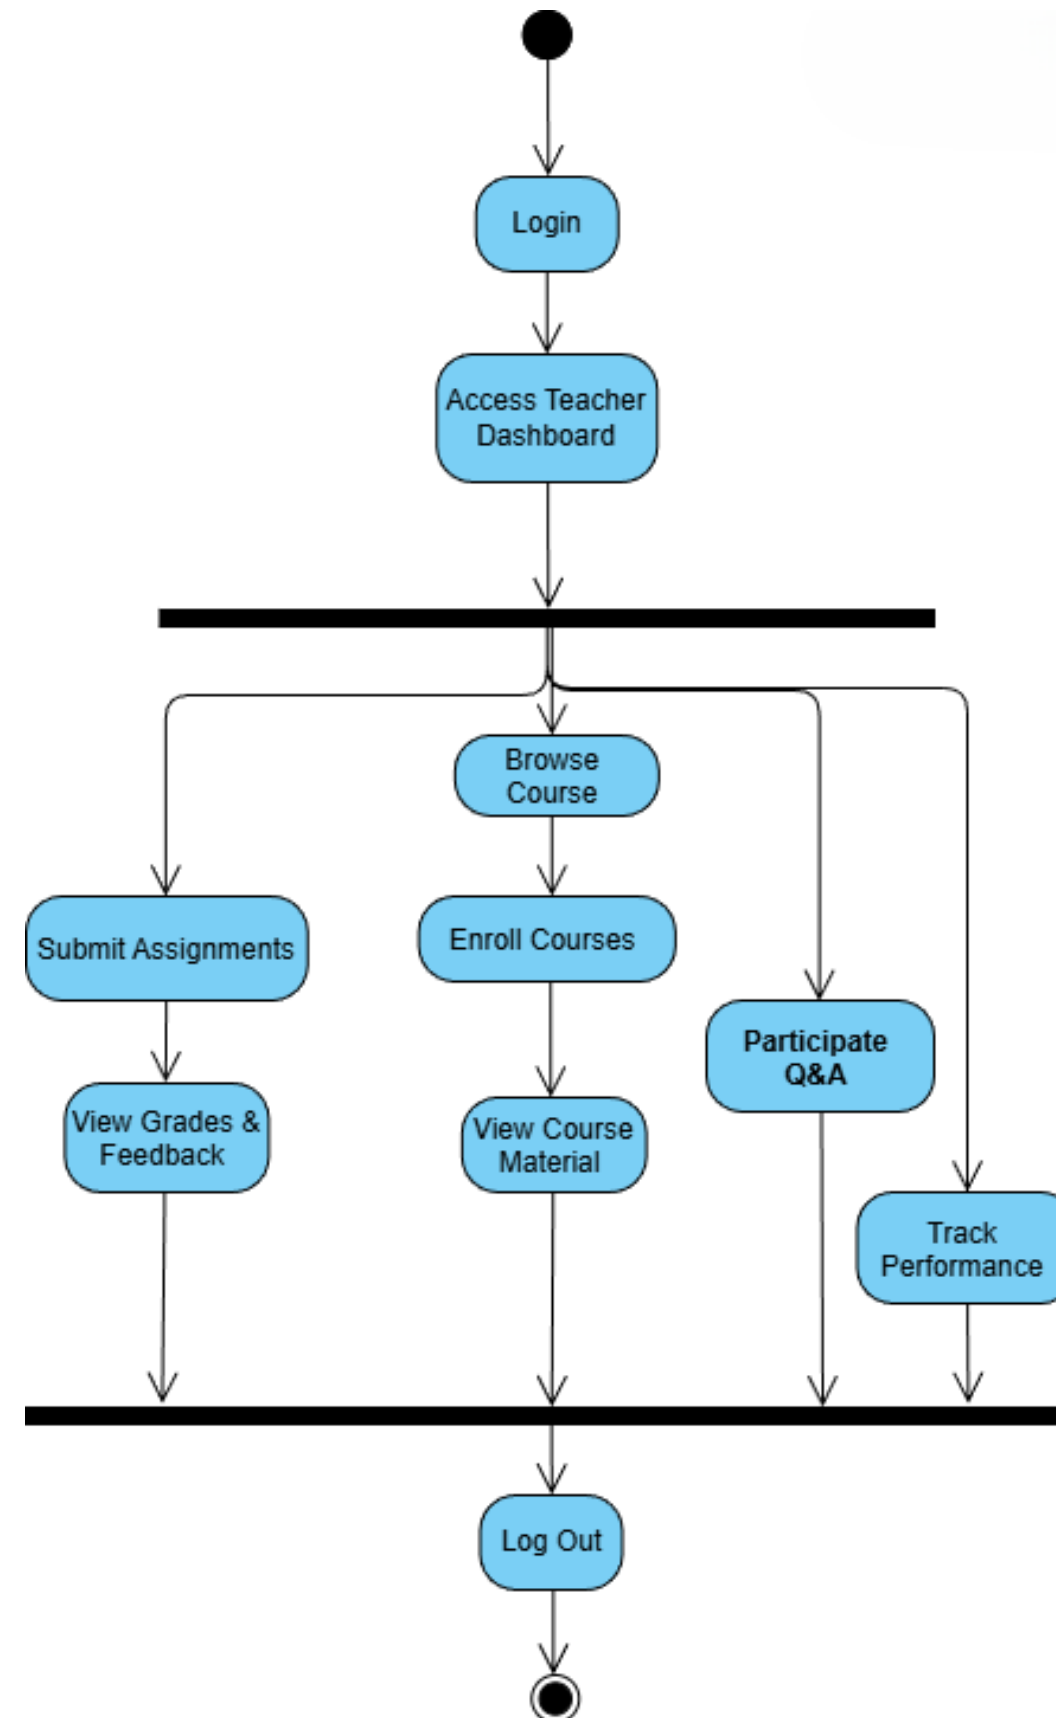 Login
Access Teacher
Dashboard
Browse
Course
Submit Assignments
Enroll Courses
Participate
Q&A
View Grades &
Feedback
View Course
Material
Track
Performance
Log Out